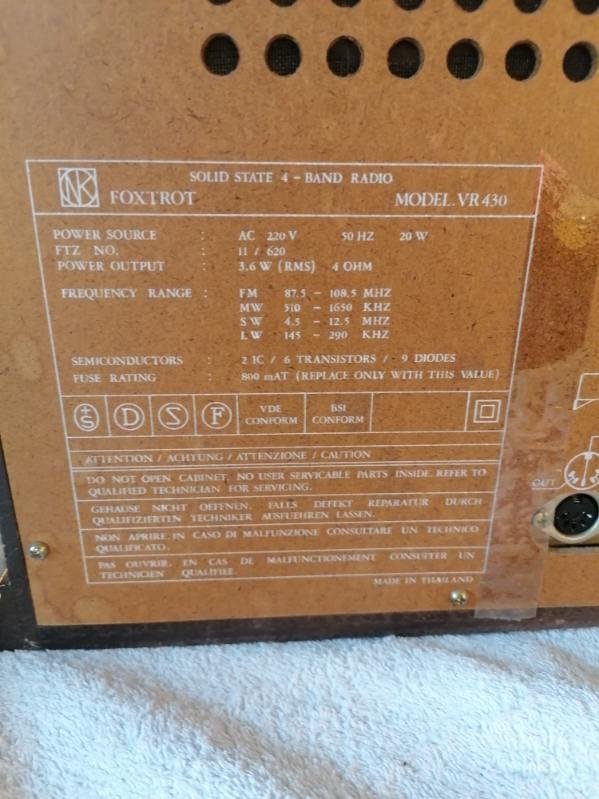 SOLID STATE 4 - BAND RADIO
NK FOXTROT MODEL. VR 430
POWER SOURCE : AC 220 V 50 HZ 20 W
FTZ NO. : 11 / 620
POWER OUTPUT : 3.6 W (RMS) 4 OHM
FREQUENCY RANGE : FM 87.5 - 108.5 MHZ
MW 510 - 1650 KHZ
SW 4.5 - 12.5 MHZ
LW 145 - 290 KHZ
SEMICONDUCTORS : 2 IC / 6 TRANSISTORS / 9 DIODES
FUSE RATING : 800 mAT (REPLACE ONLY WITH THIS VALUE)
S D F VDE CONFORM BSI CONFORM
ATTENTION / ACHTUNG / ATTENZIONE / CAUTION
DO NOT OPEN CABINET, NO USER SERVICABLE PARTS INSIDE. REFER TO
QUALIFIED TECHNICIAN FOR SERVICING.
GEHAUSE NICHT OEFFNEN. FALLS DEFEKT REPARATUR DURCH
QUALIFIZIERTEN TECHNIKER AUSFUEHREN LASSEN.
NON APRIRE. IN CASO DI MALFUNZIONE CONSULTARE UN TECHNICO
QUALIFICATO.
PAS OUVRIR. EN CAS DE MALFUNCTIONEMENT CONSULTER UN
TECHNICIEN QUALIFIEE.
MADE IN THAILAND